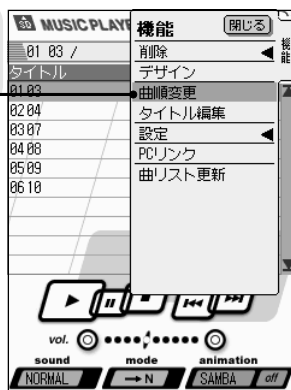 MUSIC PLAY
機能
閉じる
01 03 /
削除
機能
タイトル
デザイン
01 03
曲順変更
02 04
タイトル編集
03 07
設定
04 08
PCリンク
05 09
曲リスト更新
06 10
vol.
sound mode animation
NORMAL → N SAMBA off